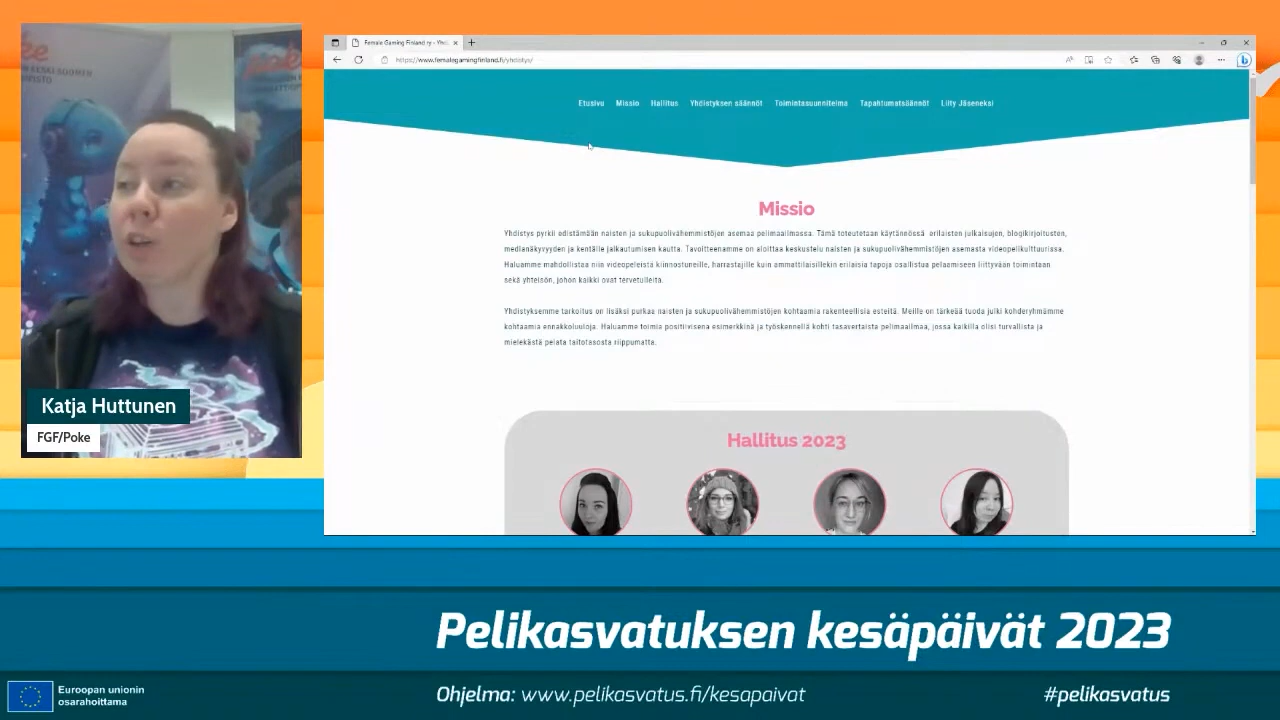 Female Gaming Finland ry - Yhdi
https://www.femalegamingfinland.fi/yhdistys/
Etusivu Missio Hallitus Yhdistyksen säännöt Toimintasuunnitelma Tapahtumatsäännöt Liity Jäseneksi
Missio
Yhdistys pyrkii edistämään naisten ja sukupuolivähemmistöjen asemaa pelimaailmassa. Tämä toteutetaan käytännössä erilaisten julkaisujen, blogikirjoitusten,
medianäkyvyyden ja kentälle jalkautumisen kautta. Tavoitteenamme on aloittaa keskustelu naisten ja sukupuolivähemmistöjen asemasta videopelikulttuurissa.
Haluamme mahdollistaa niin videopeleistä kiinnostuneille, harrastajille kuin ammattilaisillekin erilaisia tapoja osallistua pelaamiseen liittyvään toimintaan
sekä yhteisön, johon kaikki ovat tervetulleita.
Yhdistyksemme tarkoitus on lisäksi purkaa naisten ja sukupuolivähemmistöjen kohtaamia rakenteellisia esteitä. Meille on tärkeää tuoda julki kohderyhmämme
kohtaamia ennakkoluuloja. Haluamme toimia positiivisena esimerkkinä ja työskennellä kohti tasavertaista pelimaailmaa, jossa kaikilla olisi turvallista ja
mielekästä pelata taitotasosta riippumatta.
Hallitus 2023
Katja Huttunen
FGF/Poke
Pelikasvatuksen kesäpäivät 2023
Euroopan unionin
osarahoittama
Ohjelma: www.pelikasvatus.fi/kesapaivat
#pelikasvatus